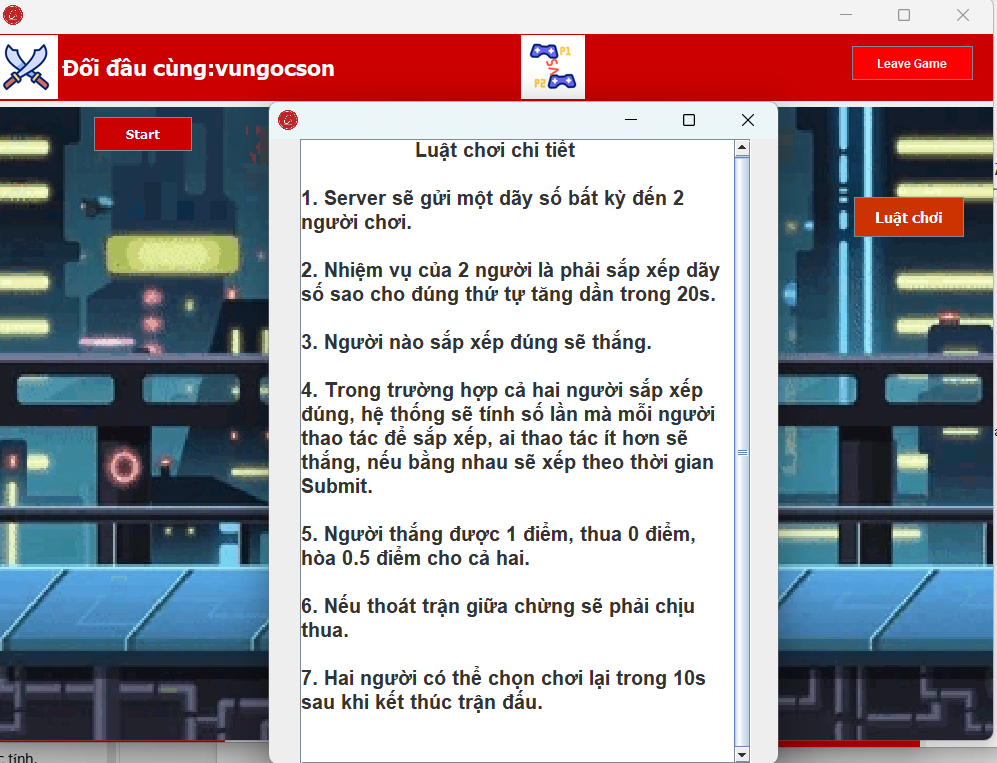 Đối đầu cùng:vungocson
P1
VS
P2
Leave Game
Start
Luật chơi
Luật chơi chi tiết
1. Server sẽ gửi một dãy số bất kỳ đến 2
người chơi.
2. Nhiệm vụ của 2 người là phải sắp xếp dãy
số sao cho đúng thứ tự tăng dần trong 20s.
3. Người nào sắp xếp đúng sẽ thắng.
4. Trong trường hợp cả hai người sắp xếp
đúng, hệ thống sẽ tính số lần mà mỗi người
thao tác để sắp xếp, ai thao tác ít hơn sẽ
thắng, nếu bằng nhau sẽ xếp theo thời gian
Submit.
5. Người thắng được 1 điểm, thua 0 điểm,
hòa 0.5 điểm cho cả hai.
6. Nếu thoát trận giữa chừng sẽ phải chịu
thua.
7. Hai người có thể chọn chơi lại trong 10s
sau khi kết thúc trận đấu.
tính.